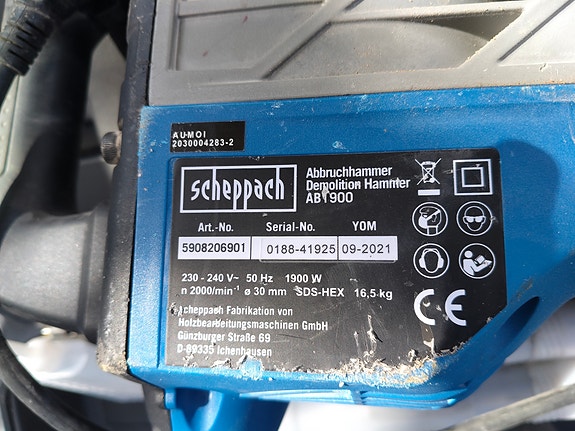 AU-MOI
2030004283-2
scheppach
Abbruchhammer
Demolition Hammer
AB1900
Art.-No. Serial-No. YOM
5908206901 0188-41925 09-2021
230 - 240 V~ 50 Hz 1900 W
n 2000/min⁻¹ ø 30 mm SDS-HEX 16,5 kg
scheppach Fabrikation von
Holzbearbeitungsmaschinen GmbH
Günzburger Straße 69
D-89335 Ichenhausen
CE